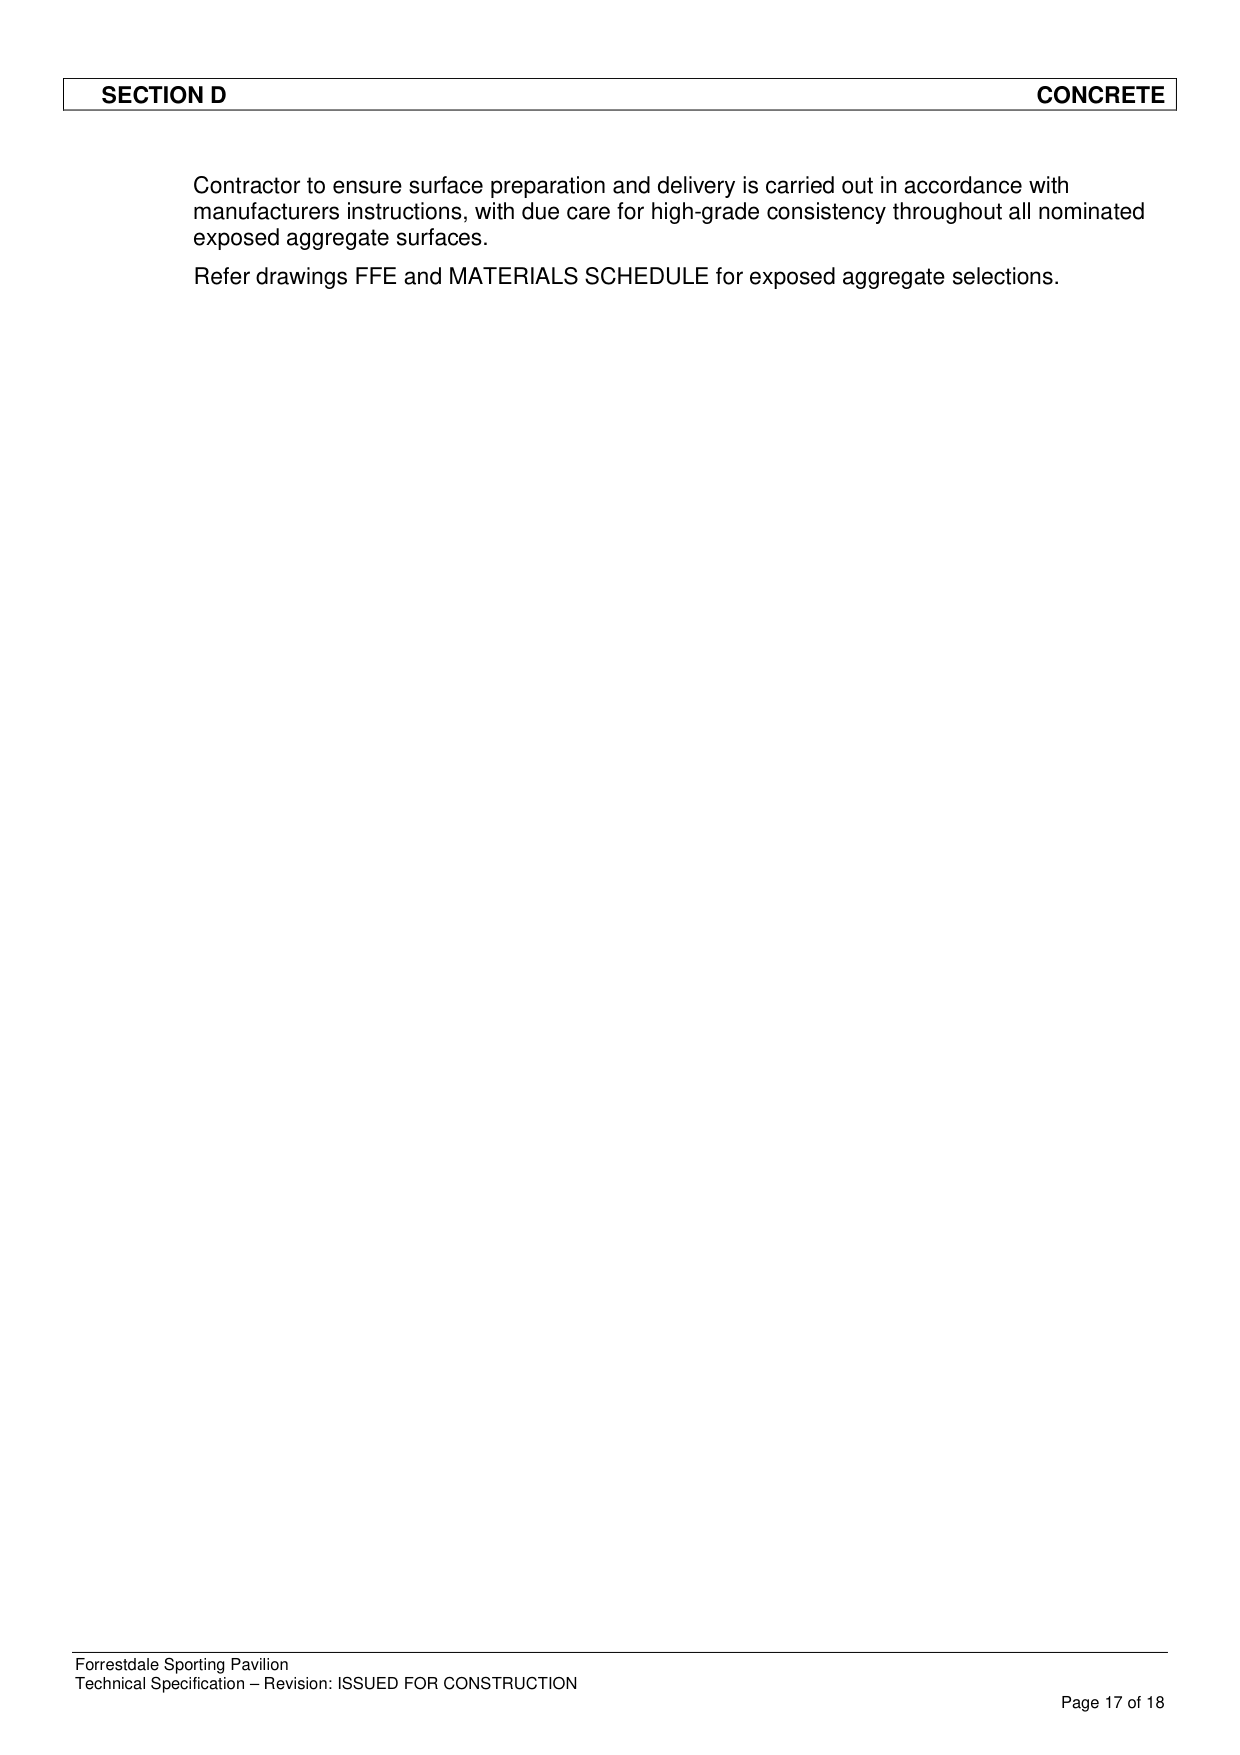 SECTION D CONCRETE
Contractor to ensure surface preparation and delivery is carried out in accordance with
manufacturers instructions, with due care for high-grade consistency throughout all nominated
exposed aggregate surfaces.
Refer drawings FFE and MATERIALS SCHEDULE for exposed aggregate selections.
Forrestdale Sporting Pavilion
Technical Specification – Revision: ISSUED FOR CONSTRUCTION
Page 17 of 18